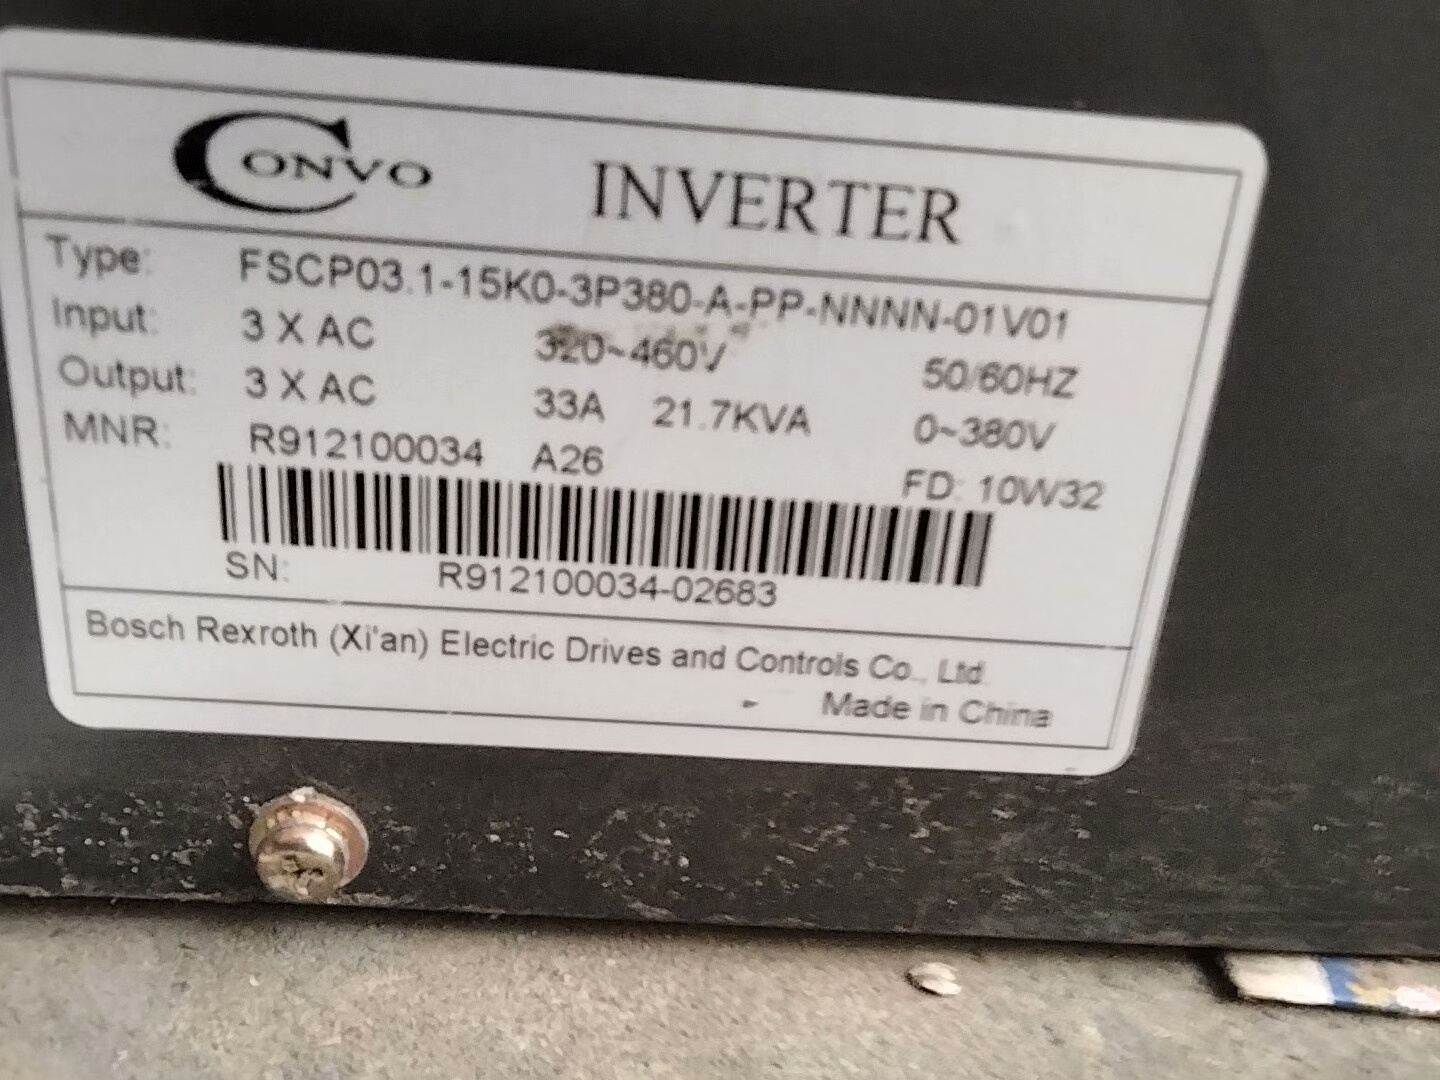 CONVO INVERTER
Type: FSCP03.1-15K0-3P380-A-PP-NNNN-01V01
Input: 3 X AC 320~460V 50/60HZ
Output: 3 X AC 33A 21.7KVA 0~380V
MNR: R912100034 A26 FD: 10W32
SN: R912100034-02683
Bosch Rexroth (Xi'an) Electric Drives and Controls Co., Ltd.
Made in China